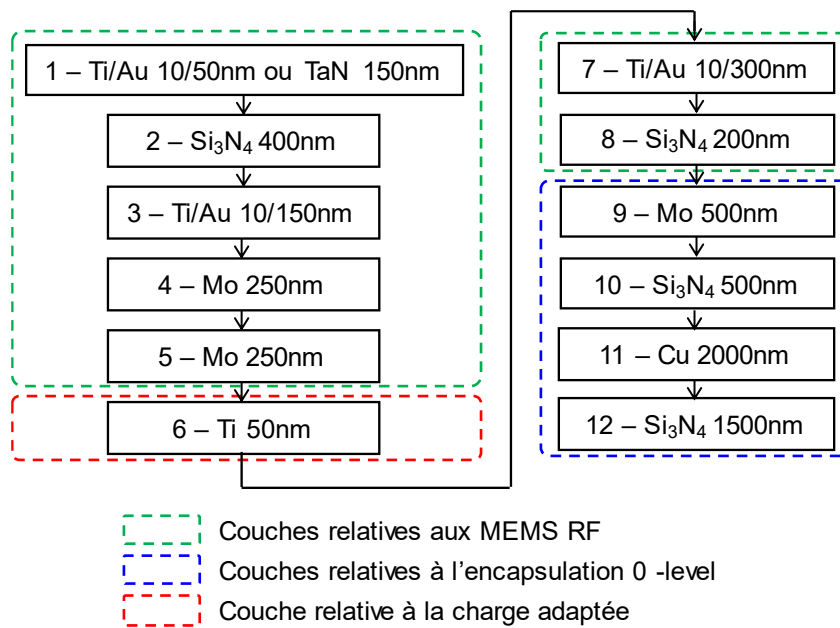 1 – Ti/Au 10/50nm ou TaN 150nm
2 – Si₃N₄ 400nm
3 – Ti/Au 10/150nm
4 – Mo 250nm
5 – Mo 250nm
6 – Ti 50nm
7 – Ti/Au 10/300nm
8 – Si₃N₄ 200nm
9 – Mo 500nm
10 – Si₃N₄ 500nm
11 – Cu 2000nm
12 – Si₃N₄ 1500nm
Couches relatives aux MEMS RF
Couches relatives à l’encapsulation 0 -level
Couche relative à la charge adaptée